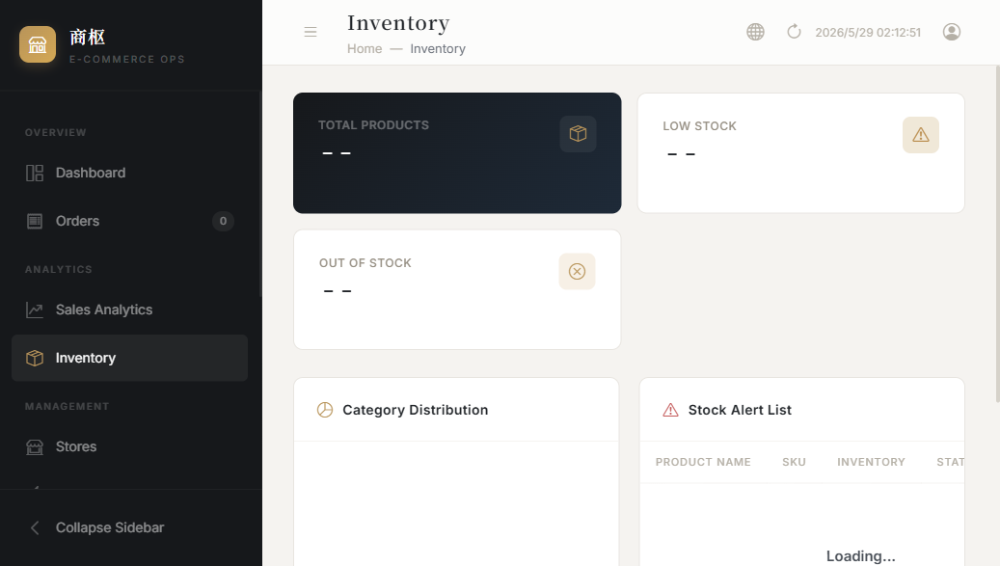 商枢
E-COMMERCE OPS
OVERVIEW
Dashboard
Orders
0
ANALYTICS
Sales Analytics
Inventory
MANAGEMENT
Stores
Collapse Sidebar
Inventory
Home — Inventory
2026/5/29 02:12:51
TOTAL PRODUCTS
– –
LOW STOCK
– –
OUT OF STOCK
– –
Category Distribution
Stock Alert List
PRODUCT NAME SKU INVENTORY STAT
Loading...